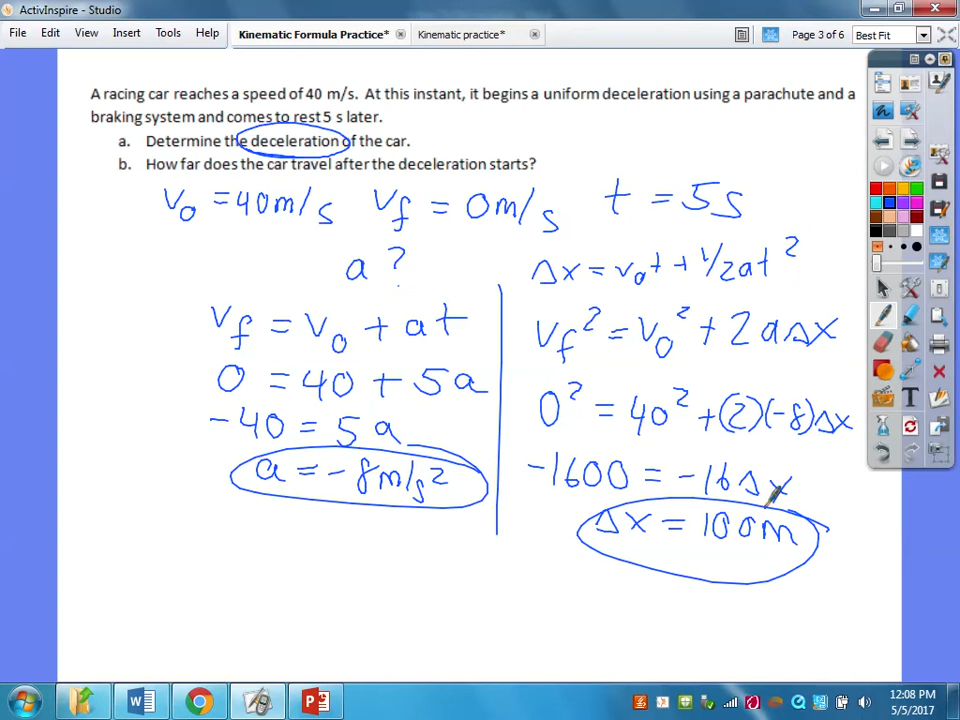 ActivInspire - Studio
File Edit View Insert Tools Help
Kinematic Formula Practice* Kinematic practice*
Page 3 of 6 Best Fit
A racing car reaches a speed of 40 m/s. At this instant, it begins a uniform deceleration using a parachute and a
braking system and comes to rest 5 s later.
a. Determine the deceleration of the car.
b. How far does the car travel after the deceleration starts?
v₀ = 40m/s vf = 0m/s t = 5s
a ?
vf = v₀ + at
0 = 40 + 5a
-40 = 5a
a = -8m/s²
Δx = v₀t + 1/2at²
vf² = v₀² + 2aΔx
0² = 40² + (2)(-8)Δx
-1600 = -16Δx
Δx = 100m
12:08 PM
5/5/2017